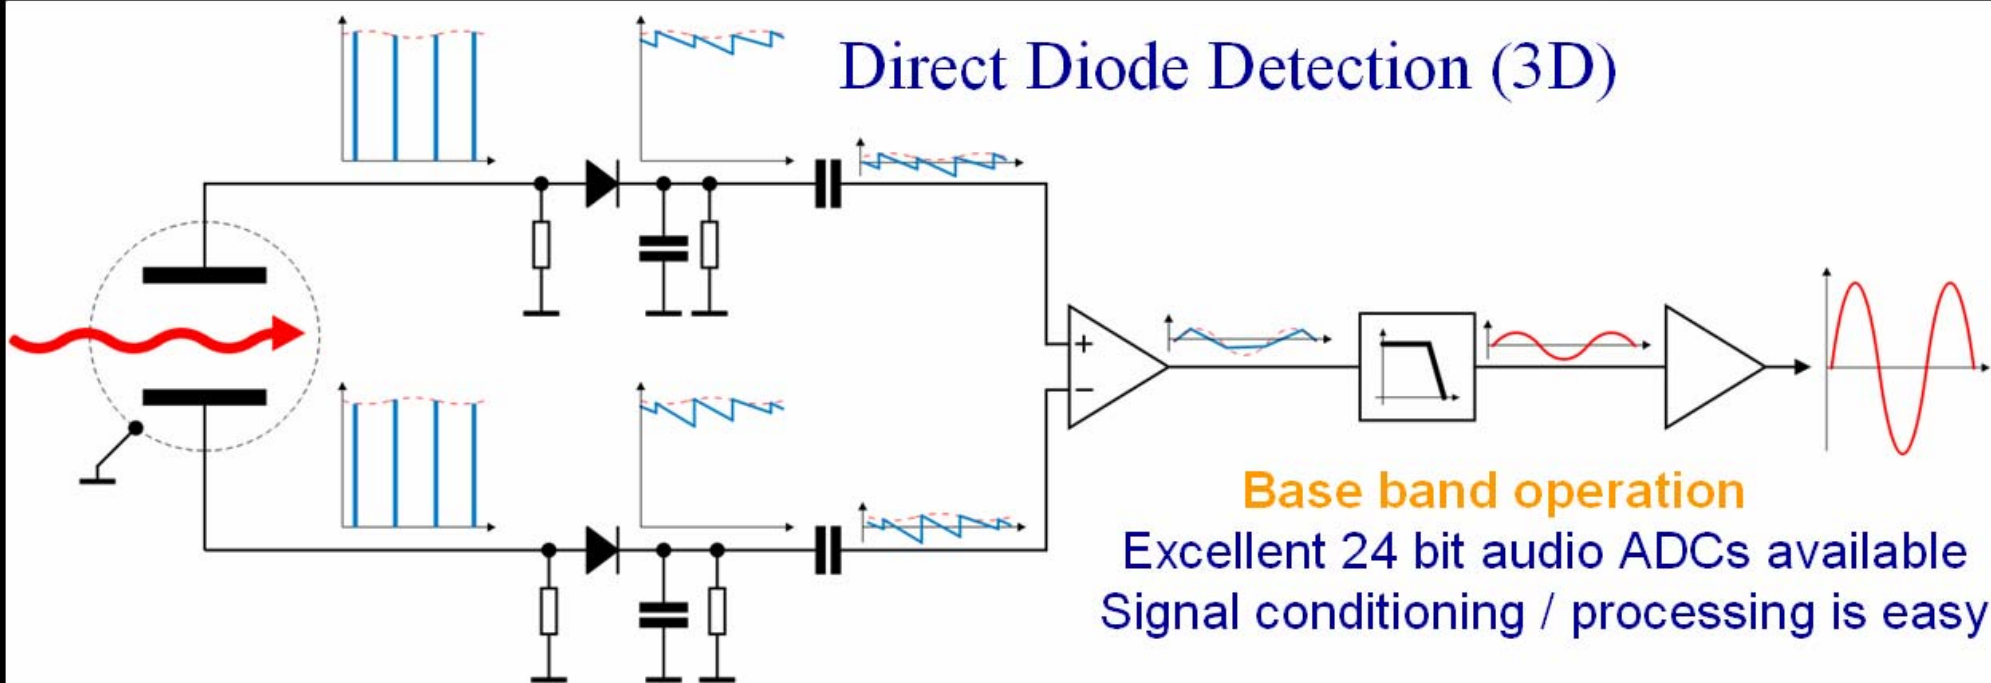 Direct Diode Detection (3D)
+
−
Base band operation
Excellent 24 bit audio ADCs available
Signal conditioning / processing is easy